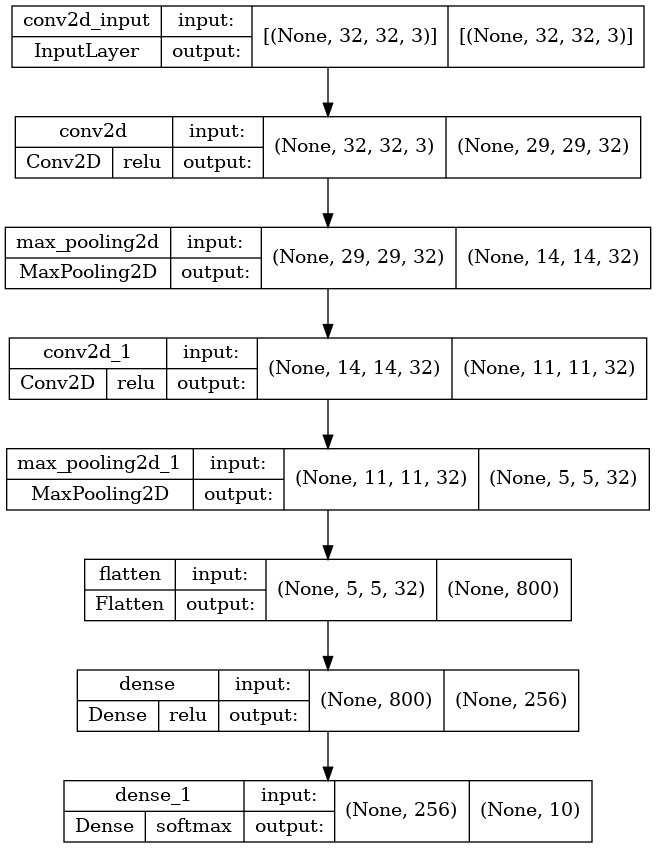 conv2d_input input: [(None, 32, 32, 3)] [(None, 32, 32, 3)]
InputLayer output:
conv2d input: (None, 32, 32, 3) (None, 29, 29, 32)
Conv2D relu output:
max_pooling2d input: (None, 29, 29, 32) (None, 14, 14, 32)
MaxPooling2D output:
conv2d_1 input: (None, 14, 14, 32) (None, 11, 11, 32)
Conv2D relu output:
max_pooling2d_1 input: (None, 11, 11, 32) (None, 5, 5, 32)
MaxPooling2D output:
flatten input: (None, 5, 5, 32) (None, 800)
Flatten output:
dense input: (None, 800) (None, 256)
Dense relu output:
dense_1 input: (None, 256) (None, 10)
Dense softmax output: